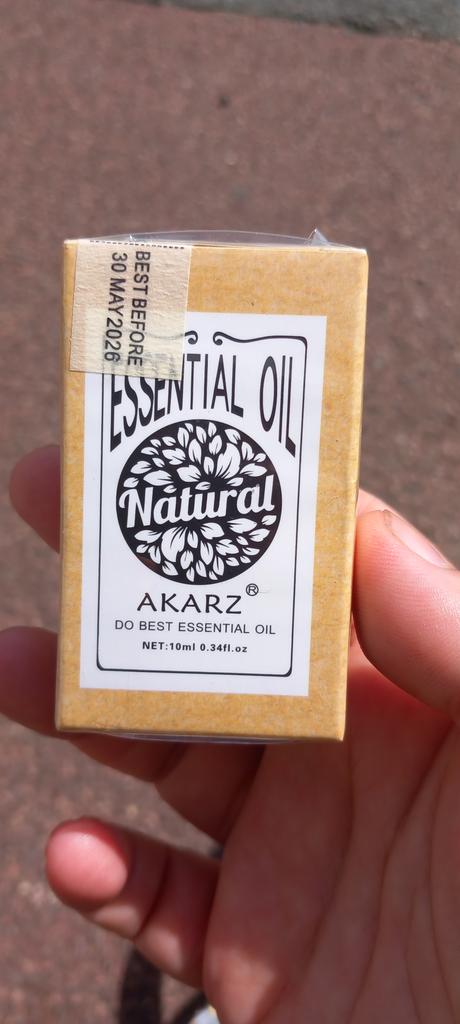 BEST BEFORE
30 MAY 2026
ESSENTIAL OIL
Natural
AKARZ®
DO BEST ESSENTIAL OIL
NET:10ml 0.34fl.oz